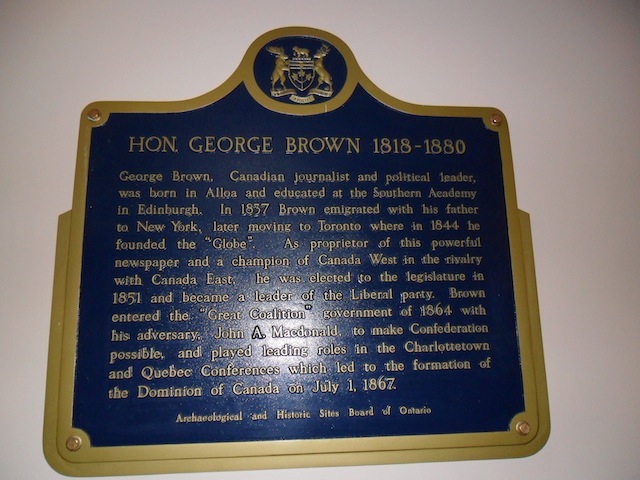 HON. GEORGE BROWN 1818-1880
George Brown, Canadian journalist and political leader,
was born in Alloa and educated at the Southern Academy
in Edinburgh. In 1837 Brown emigrated with his father
to New York, later moving to Toronto where in 1844 he
founded the "Globe". As proprietor of this powerful
newspaper and a champion of Canada West in the rivalry
with Canada East, he was elected to the legislature in
1851 and became a leader of the Liberal party. Brown
entered the "Great Coalition" government of 1864 with
his adversary, John A. Macdonald, to make Confederation
possible, and played leading roles in the Charlottetown
and Quebec Conferences which led to the formation of
the Dominion of Canada on July 1, 1867.
Archaeological and Historic Sites Board of Ontario